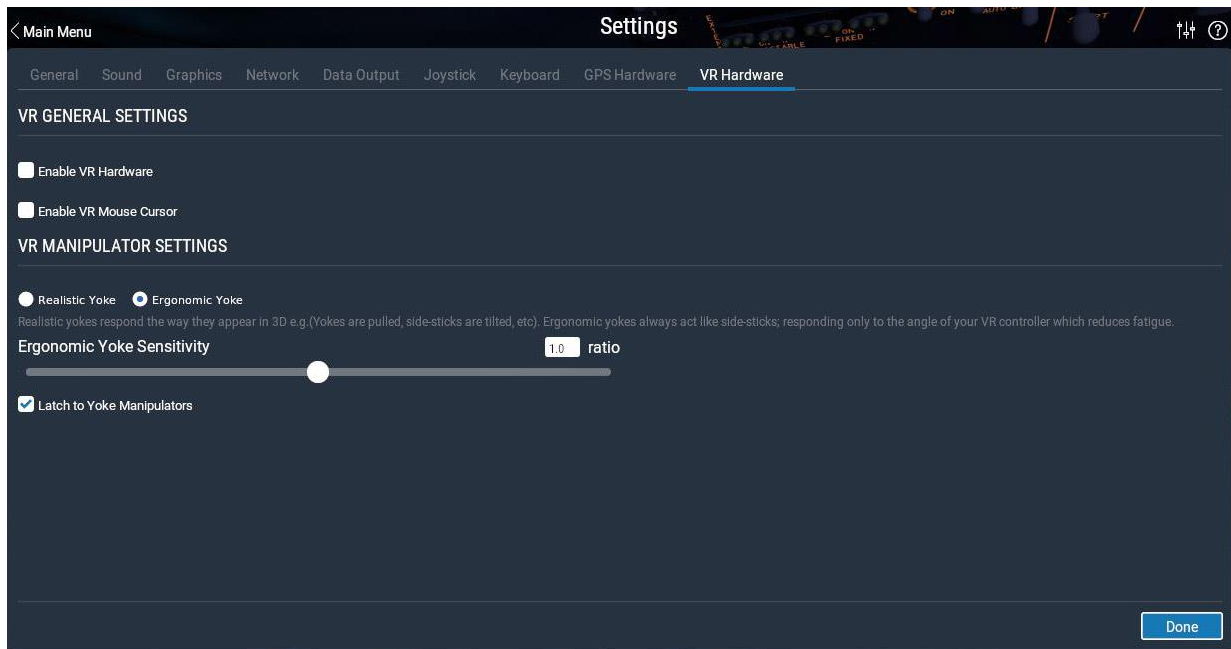 Main Menu
Settings
ON
FIXED
General Sound Graphics Network Data Output Joystick Keyboard GPS Hardware VR Hardware
VR GENERAL SETTINGS
Enable VR Hardware
Enable VR Mouse Cursor
VR MANIPULATOR SETTINGS
Realistic Yoke Ergonomic Yoke
Realistic yokes respond the way they appear in 3D e.g.(Yokes are pulled, side-sticks are tilted, etc). Ergonomic yokes always act like side-sticks; responding only to the angle of your VR controller which reduces fatigue.
Ergonomic Yoke Sensitivity 1.0 ratio
Latch to Yoke Manipulators
Done